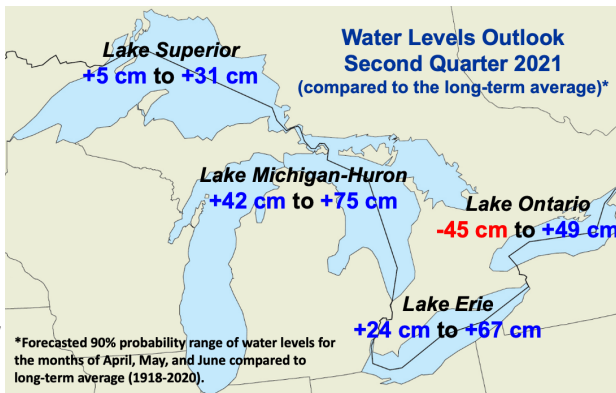 Water Levels Outlook
Second Quarter 2021
(compared to the long-term average)*
Lake Superior
+5 cm to +31 cm
Lake Michigan-Huron
+42 cm to +75 cm
Lake Ontario
-45 cm to +49 cm
Lake Erie
+24 cm to +67 cm
*Forecasted 90% probability range of water levels for
the months of April, May, and June compared to
long-term average (1918-2020).